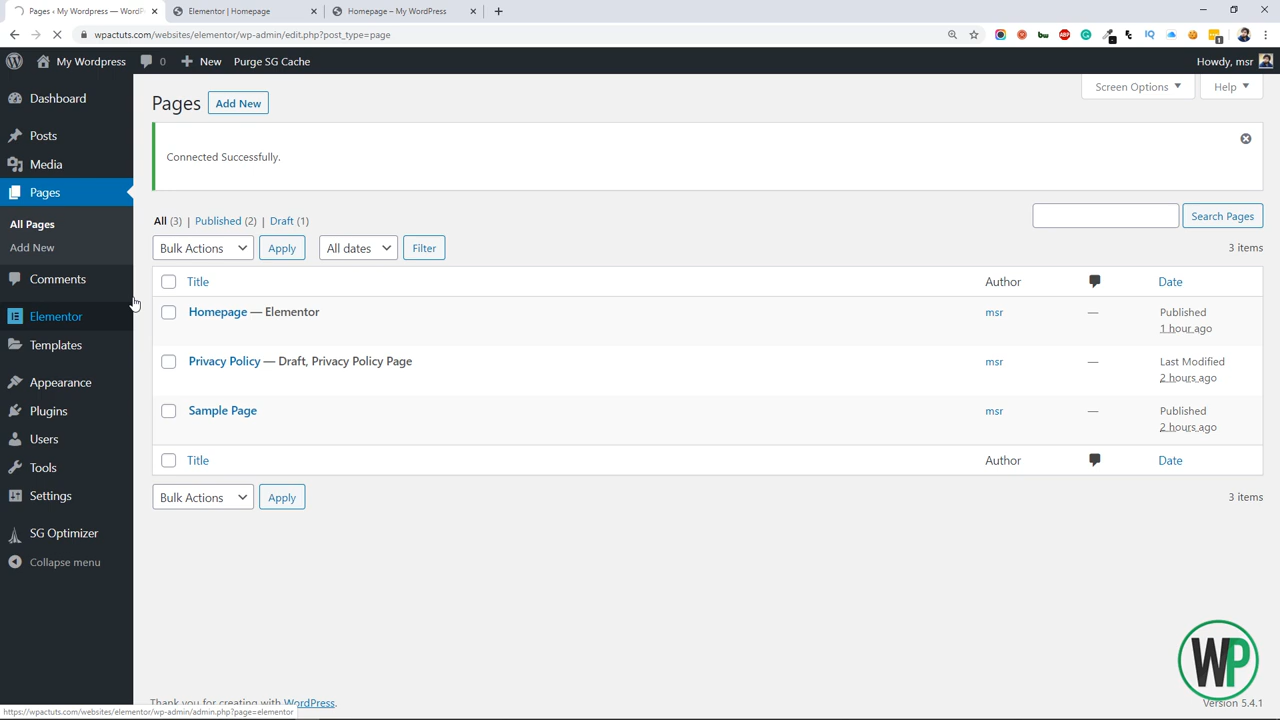 Pages ‹ My WordPress — WordP
Elementor | Homepage
Homepage – My WordPress
wpactuts.com/websites/elementor/wp-admin/edit.php?post_type=page
My WordPress
0
New
Purge SG Cache
Howdy, msr
Dashboard
Posts
Media
Pages
All Pages
Add New
Comments
Elementor
Templates
Appearance
Plugins
Users
Tools
Settings
SG Optimizer
Collapse menu
Screen Options
Help
Pages
Add New
Connected Successfully.
All (3) | Published (2) | Draft (1)
Search Pages
Bulk Actions
Apply
All dates
Filter
3 items
Title
Author
Date
Homepage — Elementor
msr
—
Published
1 hour ago
Privacy Policy — Draft, Privacy Policy Page
msr
—
Last Modified
2 hours ago
Sample Page
msr
—
Published
2 hours ago
Title
Author
Date
Bulk Actions
Apply
3 items
WP
Thank you for creating with WordPress.
Version 5.4.1
https://wpactuts.com/websites/elementor/wp-admin/admin.php?page=elementor